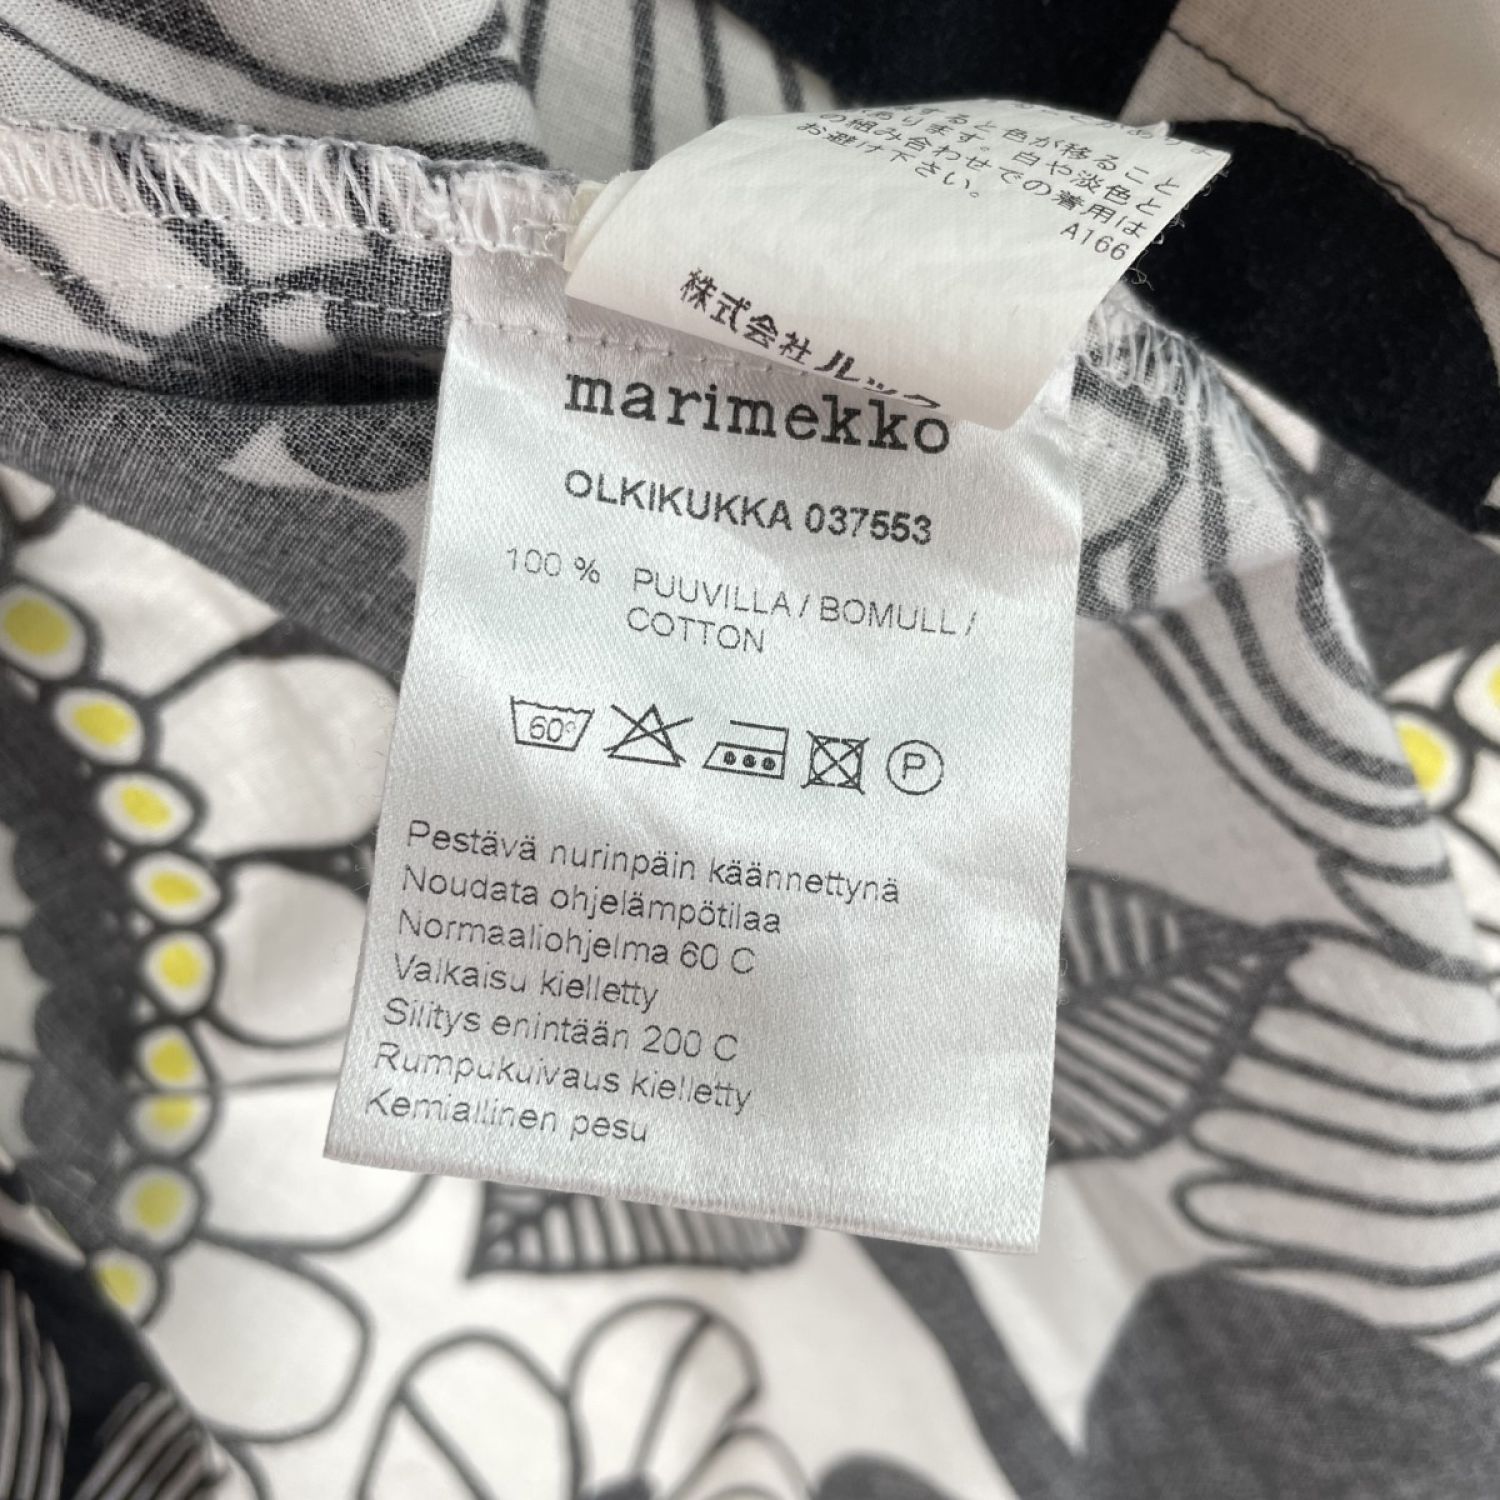 すると色が移ること
あります。白や淡色と
の組み合わせでの着用は
お避け下さい。
A166
株式会社ルック
marimekko
OLKIKUKKA 037553
100 % PUUVILLA / BOMULL /
COTTON
60°
P
Pestävä nurinpäin käännettynä
Noudata ohjelämpötilaa
Normaaliohjelma 60 C
Valkaisu kielletty
Silitys enintään 200 C
Rumpukuivaus kielletty
Kemiallinen pesu